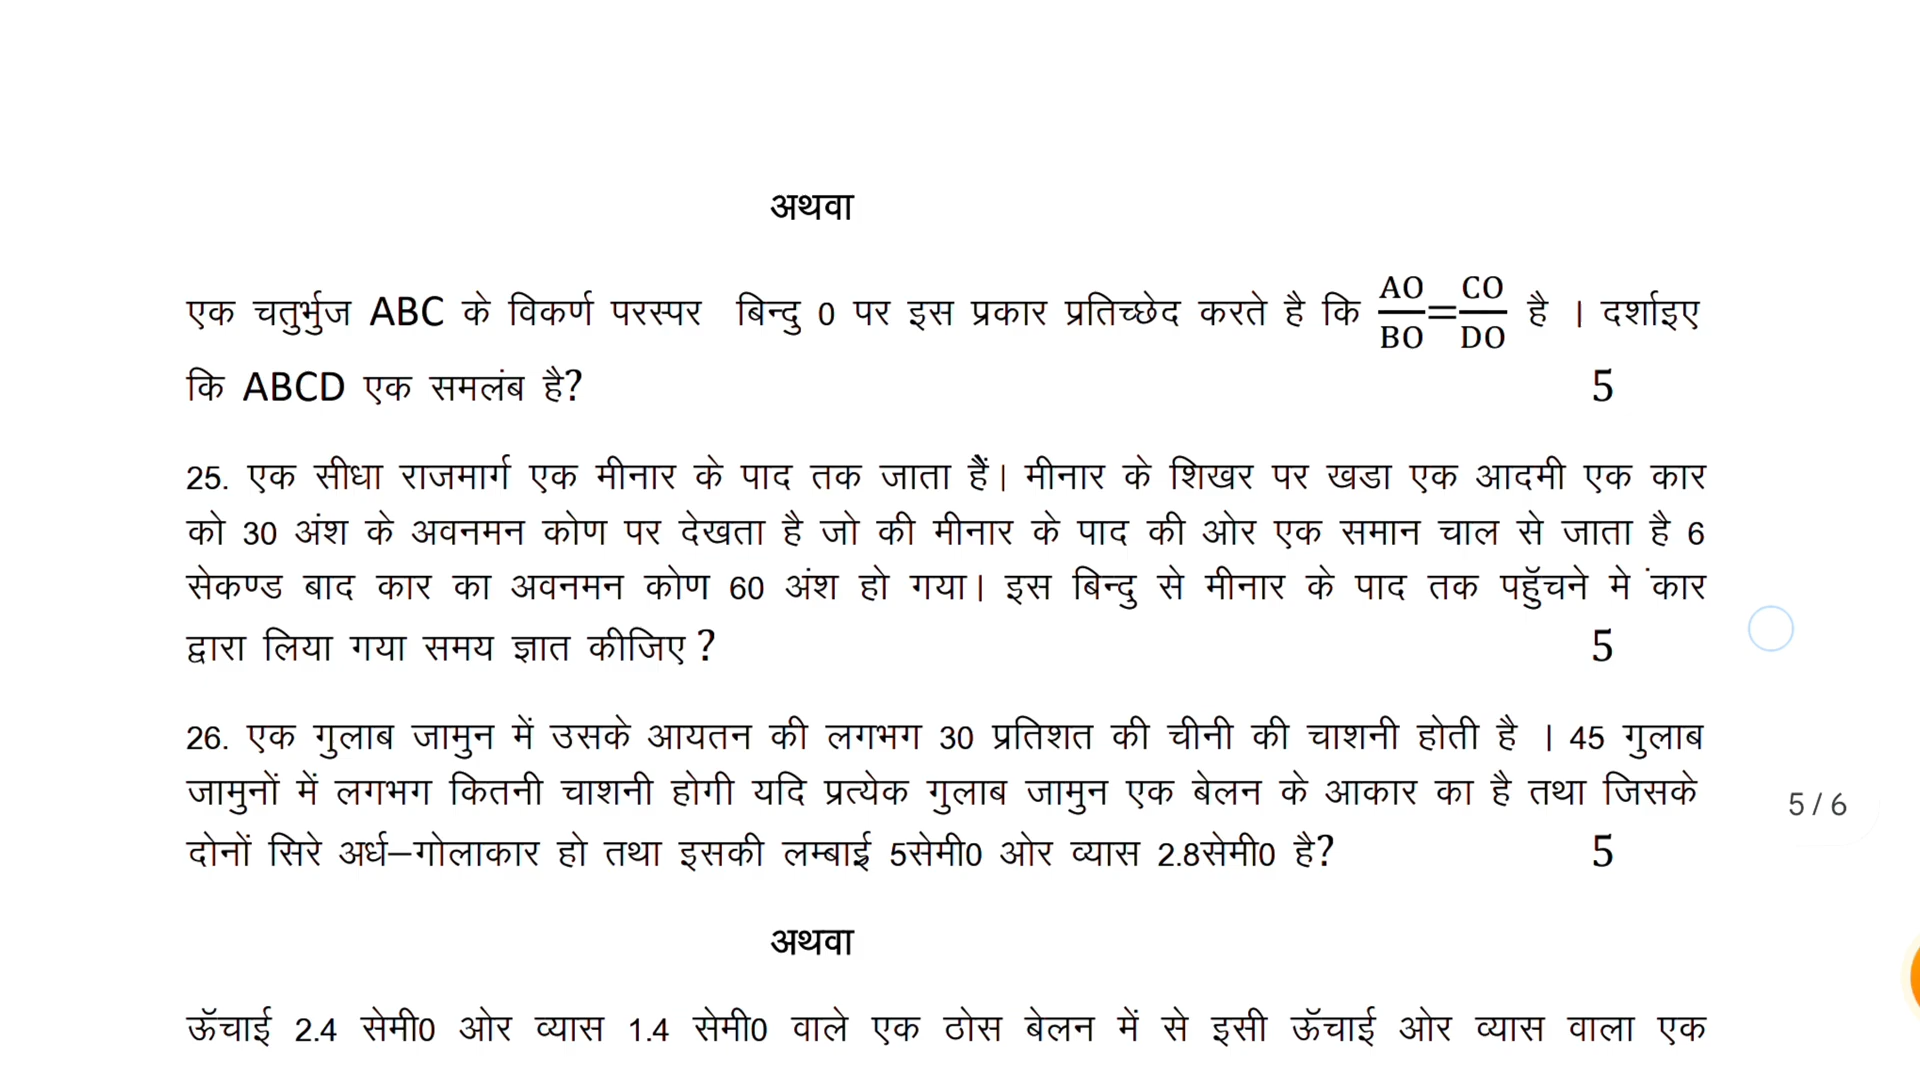 अथवा
एक चतुर्भुज ABC के विकर्ण परस्पर बिन्दु 0 पर इस प्रकार प्रतिच्छेद करते है कि AO/BO=CO/DO है । दर्शाइए
कि ABCD एक समलंब है? 5
25. एक सीधा राजमार्ग एक मीनार के पाद तक जाता हैं। मीनार के शिखर पर खडा एक आदमी एक कार
को 30 अंश के अवनमन कोण पर देखता है जो की मीनार के पाद की ओर एक समान चाल से जाता है 6
सेकण्ड बाद कार का अवनमन कोण 60 अंश हो गया। इस बिन्दु से मीनार के पाद तक पहुॅचने मे ंकार
द्वारा लिया गया समय ज्ञात कीजिए ? 5
26. एक गुलाब जामुन में उसके आयतन की लगभग 30 प्रतिशत की चीनी की चाशनी होती है । 45 गुलाब
जामुनों में लगभग कितनी चाशनी होगी यदि प्रत्येक गुलाब जामुन एक बेलन के आकार का है तथा जिसके
दोनों सिरे अर्ध–गोलाकार हो तथा इसकी लम्बाई 5सेमी0 ओर व्यास 2.8सेमी0 है? 5
5 / 6
अथवा
ऊॅचाई 2.4 सेमी0 ओर व्यास 1.4 सेमी0 वाले एक ठोस बेलन में से इसी ऊॅचाई ओर व्यास वाला एक